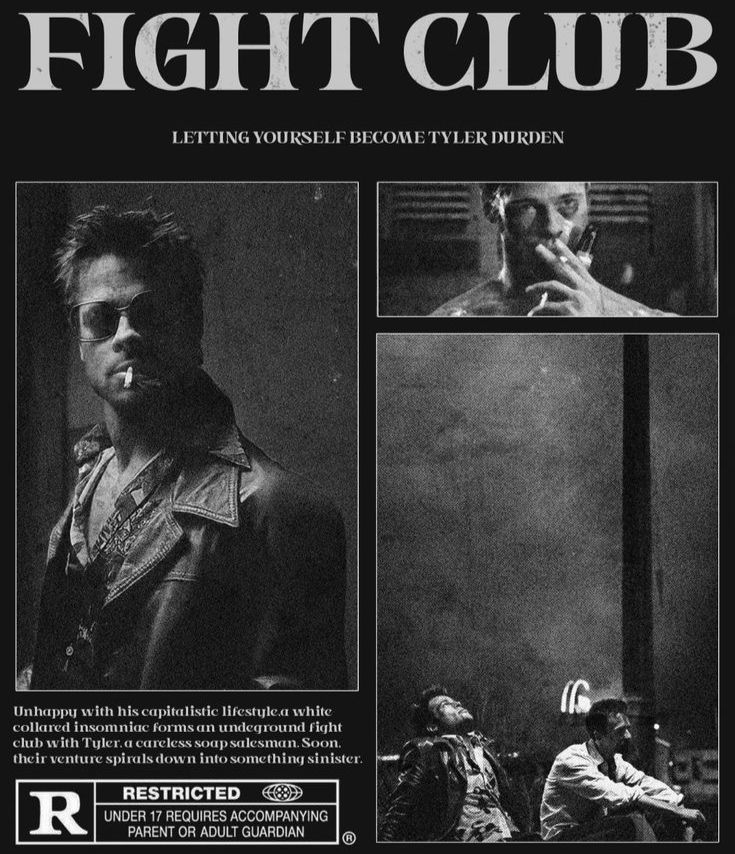 FIGHT CLUB
LETTING YOURSELF BECOME TYLER DURDEN
Unhappy with his capitalistic lifestyle.a white
collared insomniac forms an undeground fight
club with Tyler. a careless soap salesman. Soon.
their venture spirals down into something sinister.
R
RESTRICTED
UNDER 17 REQUIRES ACCOMPANYING
PARENT OR ADULT GUARDIAN
®